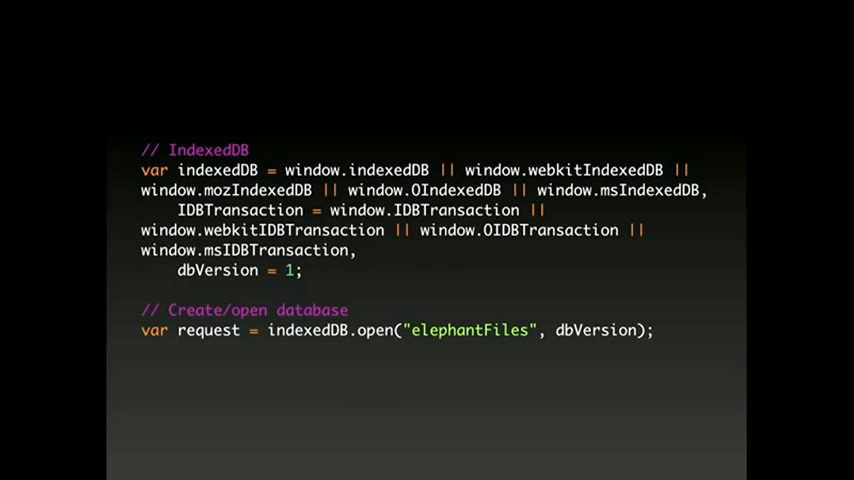 // IndexedDB
var indexedDB = window.indexedDB || window.webkitIndexedDB ||
window.mozIndexedDB || window.OIndexedDB || window.msIndexedDB,
    IDBTransaction = window.IDBTransaction ||
window.webkitIDBTransaction || window.OIDBTransaction ||
window.msIDBTransaction,
    dbVersion = 1;
// Create/open database
var request = indexedDB.open("elephantFiles", dbVersion);